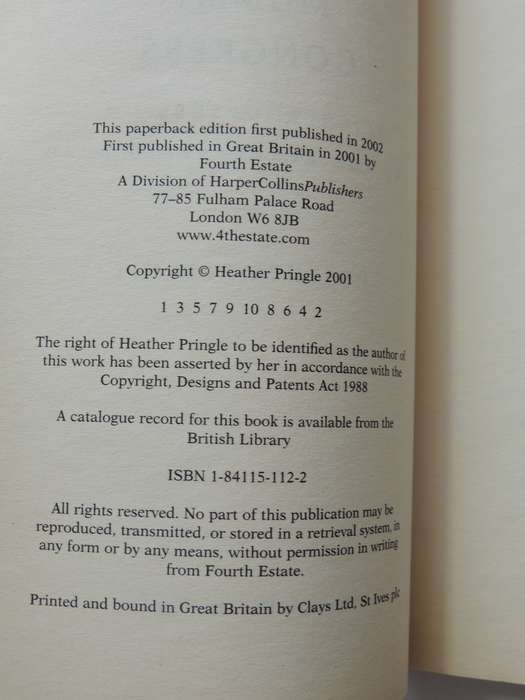 This paperback edition first published in 2002
First published in Great Britain in 2001 by
Fourth Estate
A Division of HarperCollinsPublishers
77–85 Fulham Palace Road
London W6 8JB
www.4thestate.com
Copyright © Heather Pringle 2001
1 3 5 7 9 10 8 6 4 2
The right of Heather Pringle to be identified as the author of
this work has been asserted by her in accordance with the
Copyright, Designs and Patents Act 1988
A catalogue record for this book is available from the
British Library
ISBN 1-84115-112-2
All rights reserved. No part of this publication may be
reproduced, transmitted, or stored in a retrieval system, in
any form or by any means, without permission in writing
from Fourth Estate.
Printed and bound in Great Britain by Clays Ltd, St Ives plc